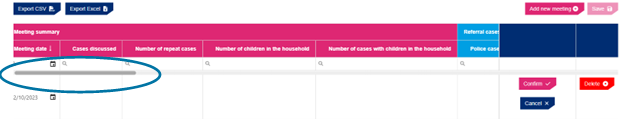 Export CSV Export Excel Add new meeting Save
Meeting summary Referral cases
Meeting date Cases discussed Number of repeat cases Number of children in the household Number of cases with children in the household Police case
Confirm Delete
2/10/2023
Cancel